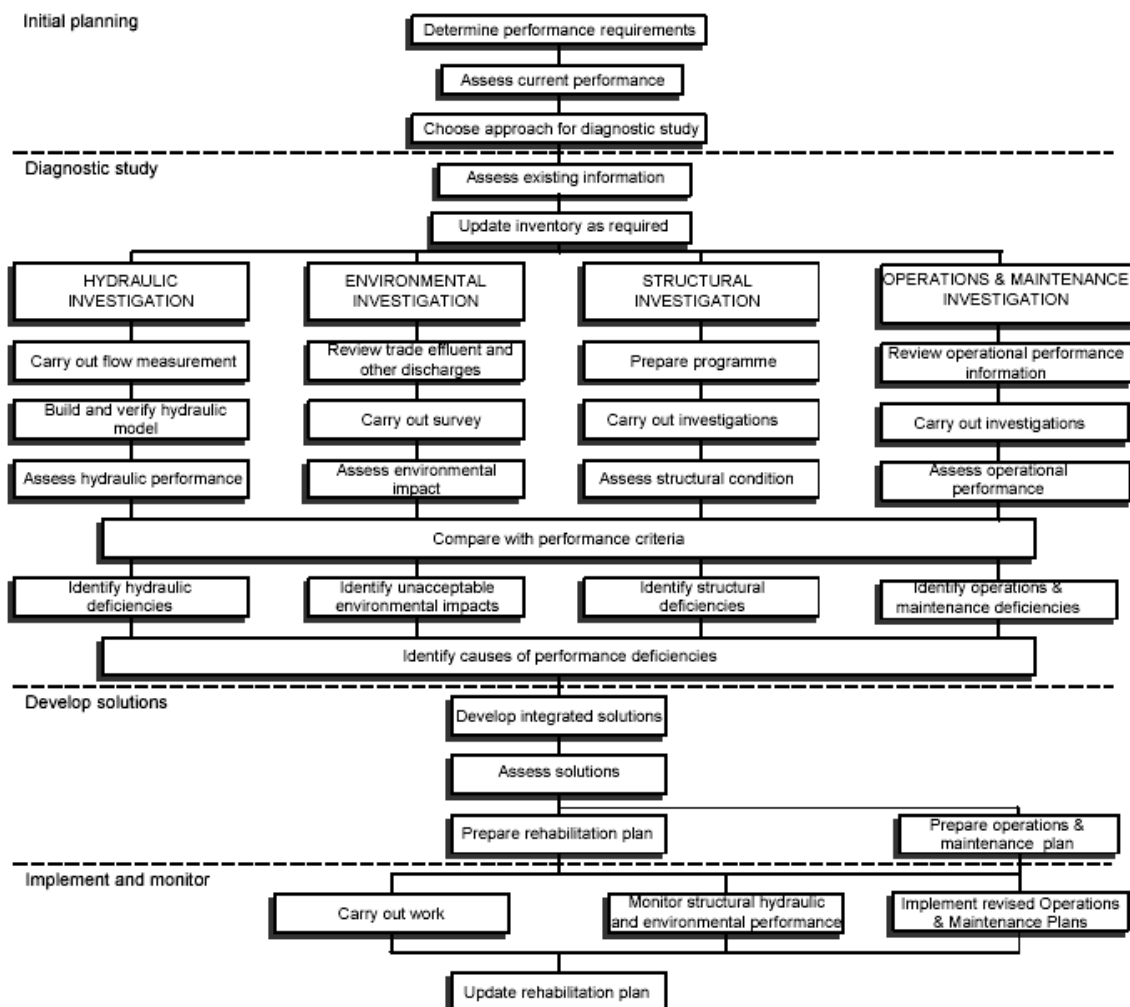 Initial planning
Determine performance requirements
Assess current performance
Choose approach for diagnostic study
Diagnostic study
Assess existing information
Update inventory as required
HYDRAULIC
INVESTIGATION
ENVIRONMENTAL
INVESTIGATION
STRUCTURAL
INVESTIGATION
OPERATIONS & MAINTENANCE
INVESTIGATION
Carry out flow measurement
Review trade effluent and
other discharges
Prepare programme
Review operational performance
information
Build and verify hydraulic
model
Carry out survey
Carry out investigations
Carry out investigations
Assess hydraulic performance
Assess environmental
impact
Assess structural condition
Assess operational
performance
Compare with performance criteria
Identify hydraulic
deficiencies
Identify unacceptable
environmental impacts
Identify structural
deficiencies
Identify operations &
maintenance deficiencies
Identify causes of performance deficiencies
Develop solutions
Develop integrated solutions
Assess solutions
Prepare rehabilitation plan
Prepare operations &
maintenance plan
Implement and monitor
Carry out work
Monitor structural hydraulic
and environmental performance
Implement revised Operations
& Maintenance Plans
Update rehabilitation plan